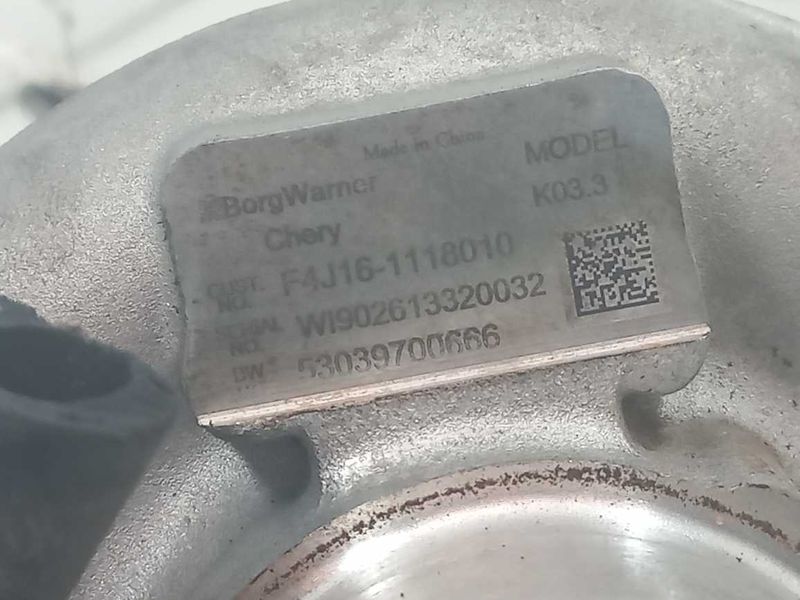 Made in China
BorgWarner
MODEL
Chery
K03.3
CUST. NO. F4J16-1118010
SERIAL NO. WI902613320032
BW 53039700666